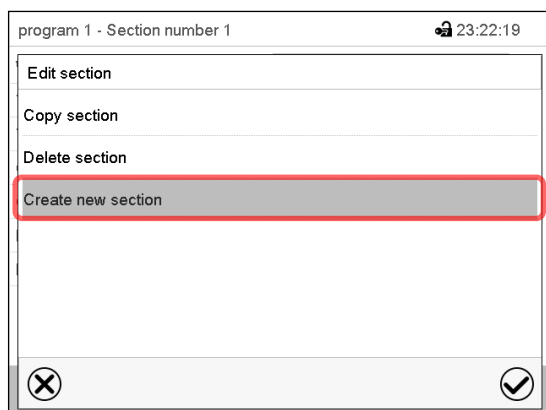 program 1 - Section number 1 23:22:19
Edit section
Copy section
Delete section
Create new section